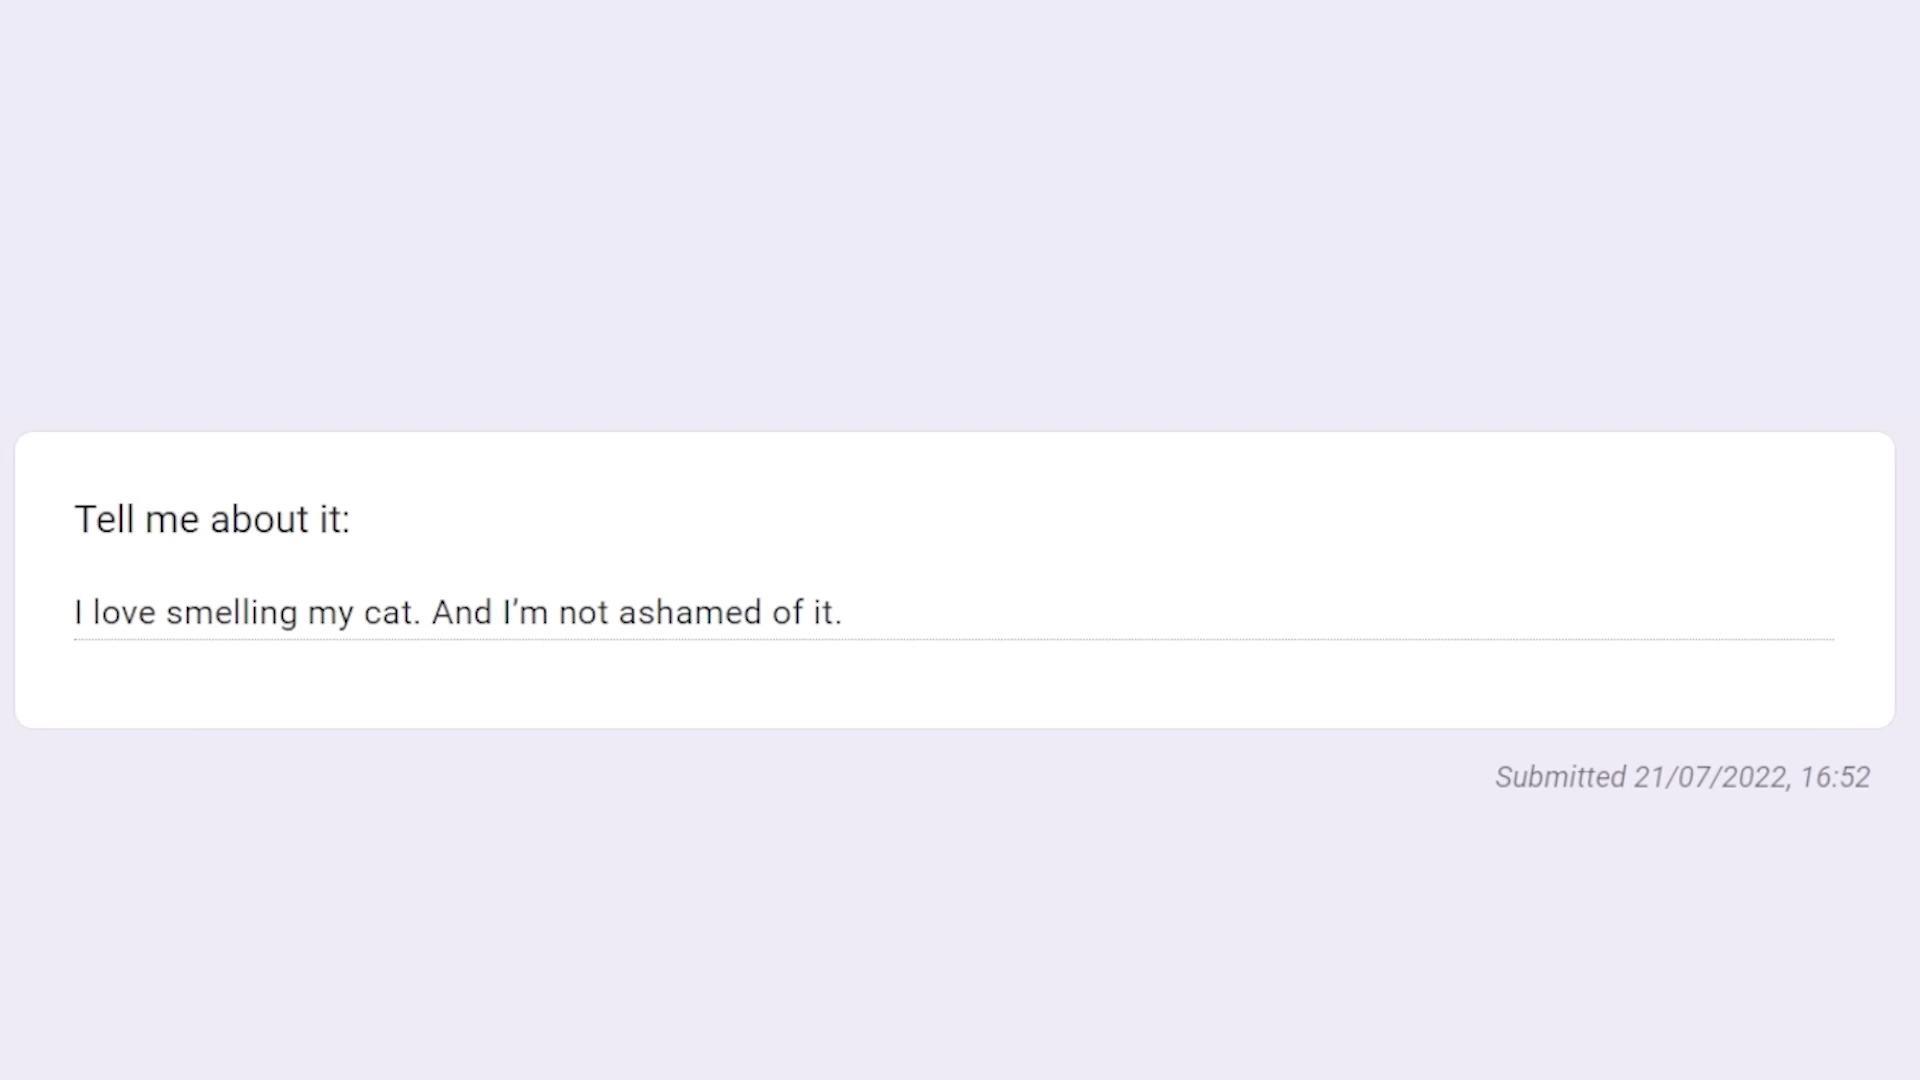 Tell me about it:
I love smelling my cat. And I’m not ashamed of it.
Submitted 21/07/2022, 16:52